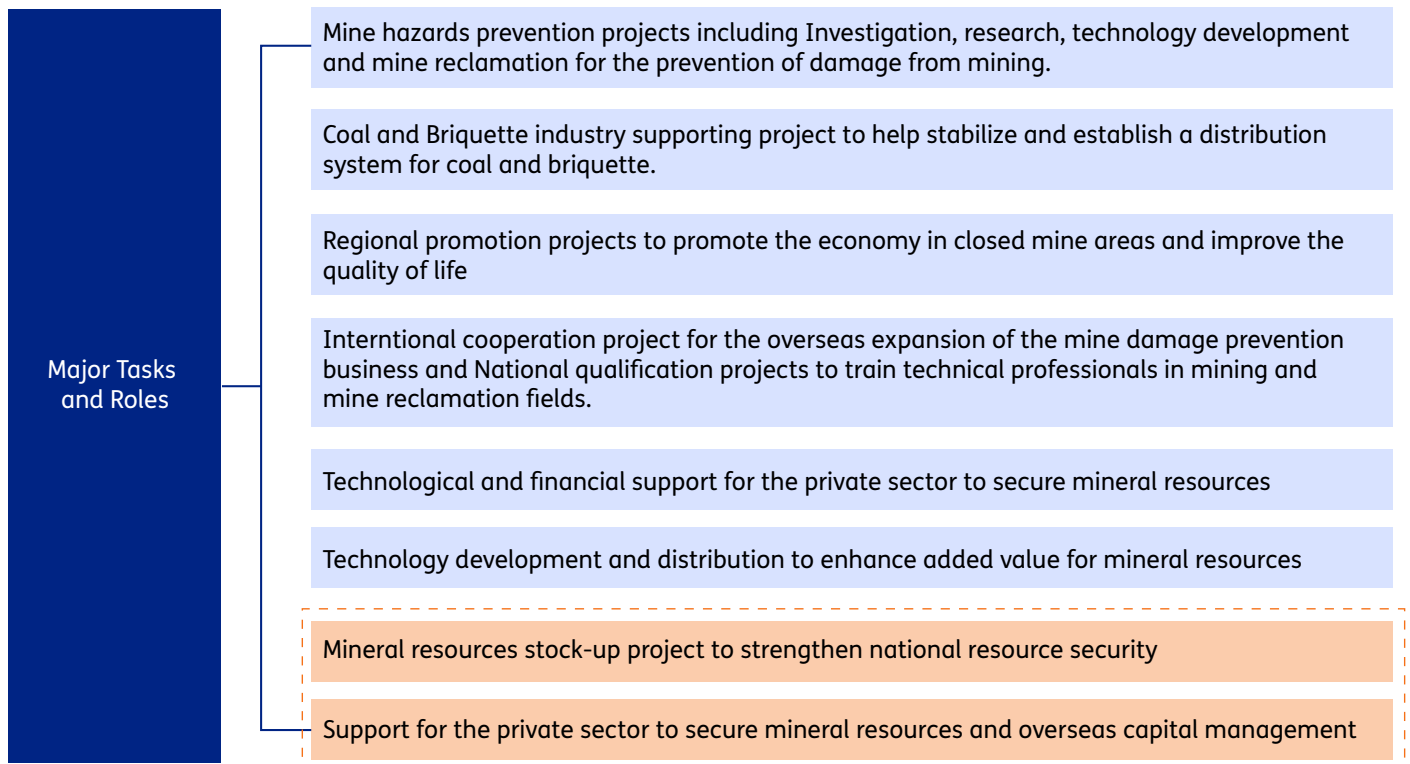 Major Tasks
and Roles
Mine hazards prevention projects including Investigation, research, technology development
and mine reclamation for the prevention of damage from mining.
Coal and Briquette industry supporting project to help stabilize and establish a distribution
system for coal and briquette.
Regional promotion projects to promote the economy in closed mine areas and improve the
quality of life
Interntional cooperation project for the overseas expansion of the mine damage prevention
business and National qualification projects to train technical professionals in mining and
mine reclamation fields.
Technological and financial support for the private sector to secure mineral resources
Technology development and distribution to enhance added value for mineral resources
Mineral resources stock-up project to strengthen national resource security
Support for the private sector to secure mineral resources and overseas capital management